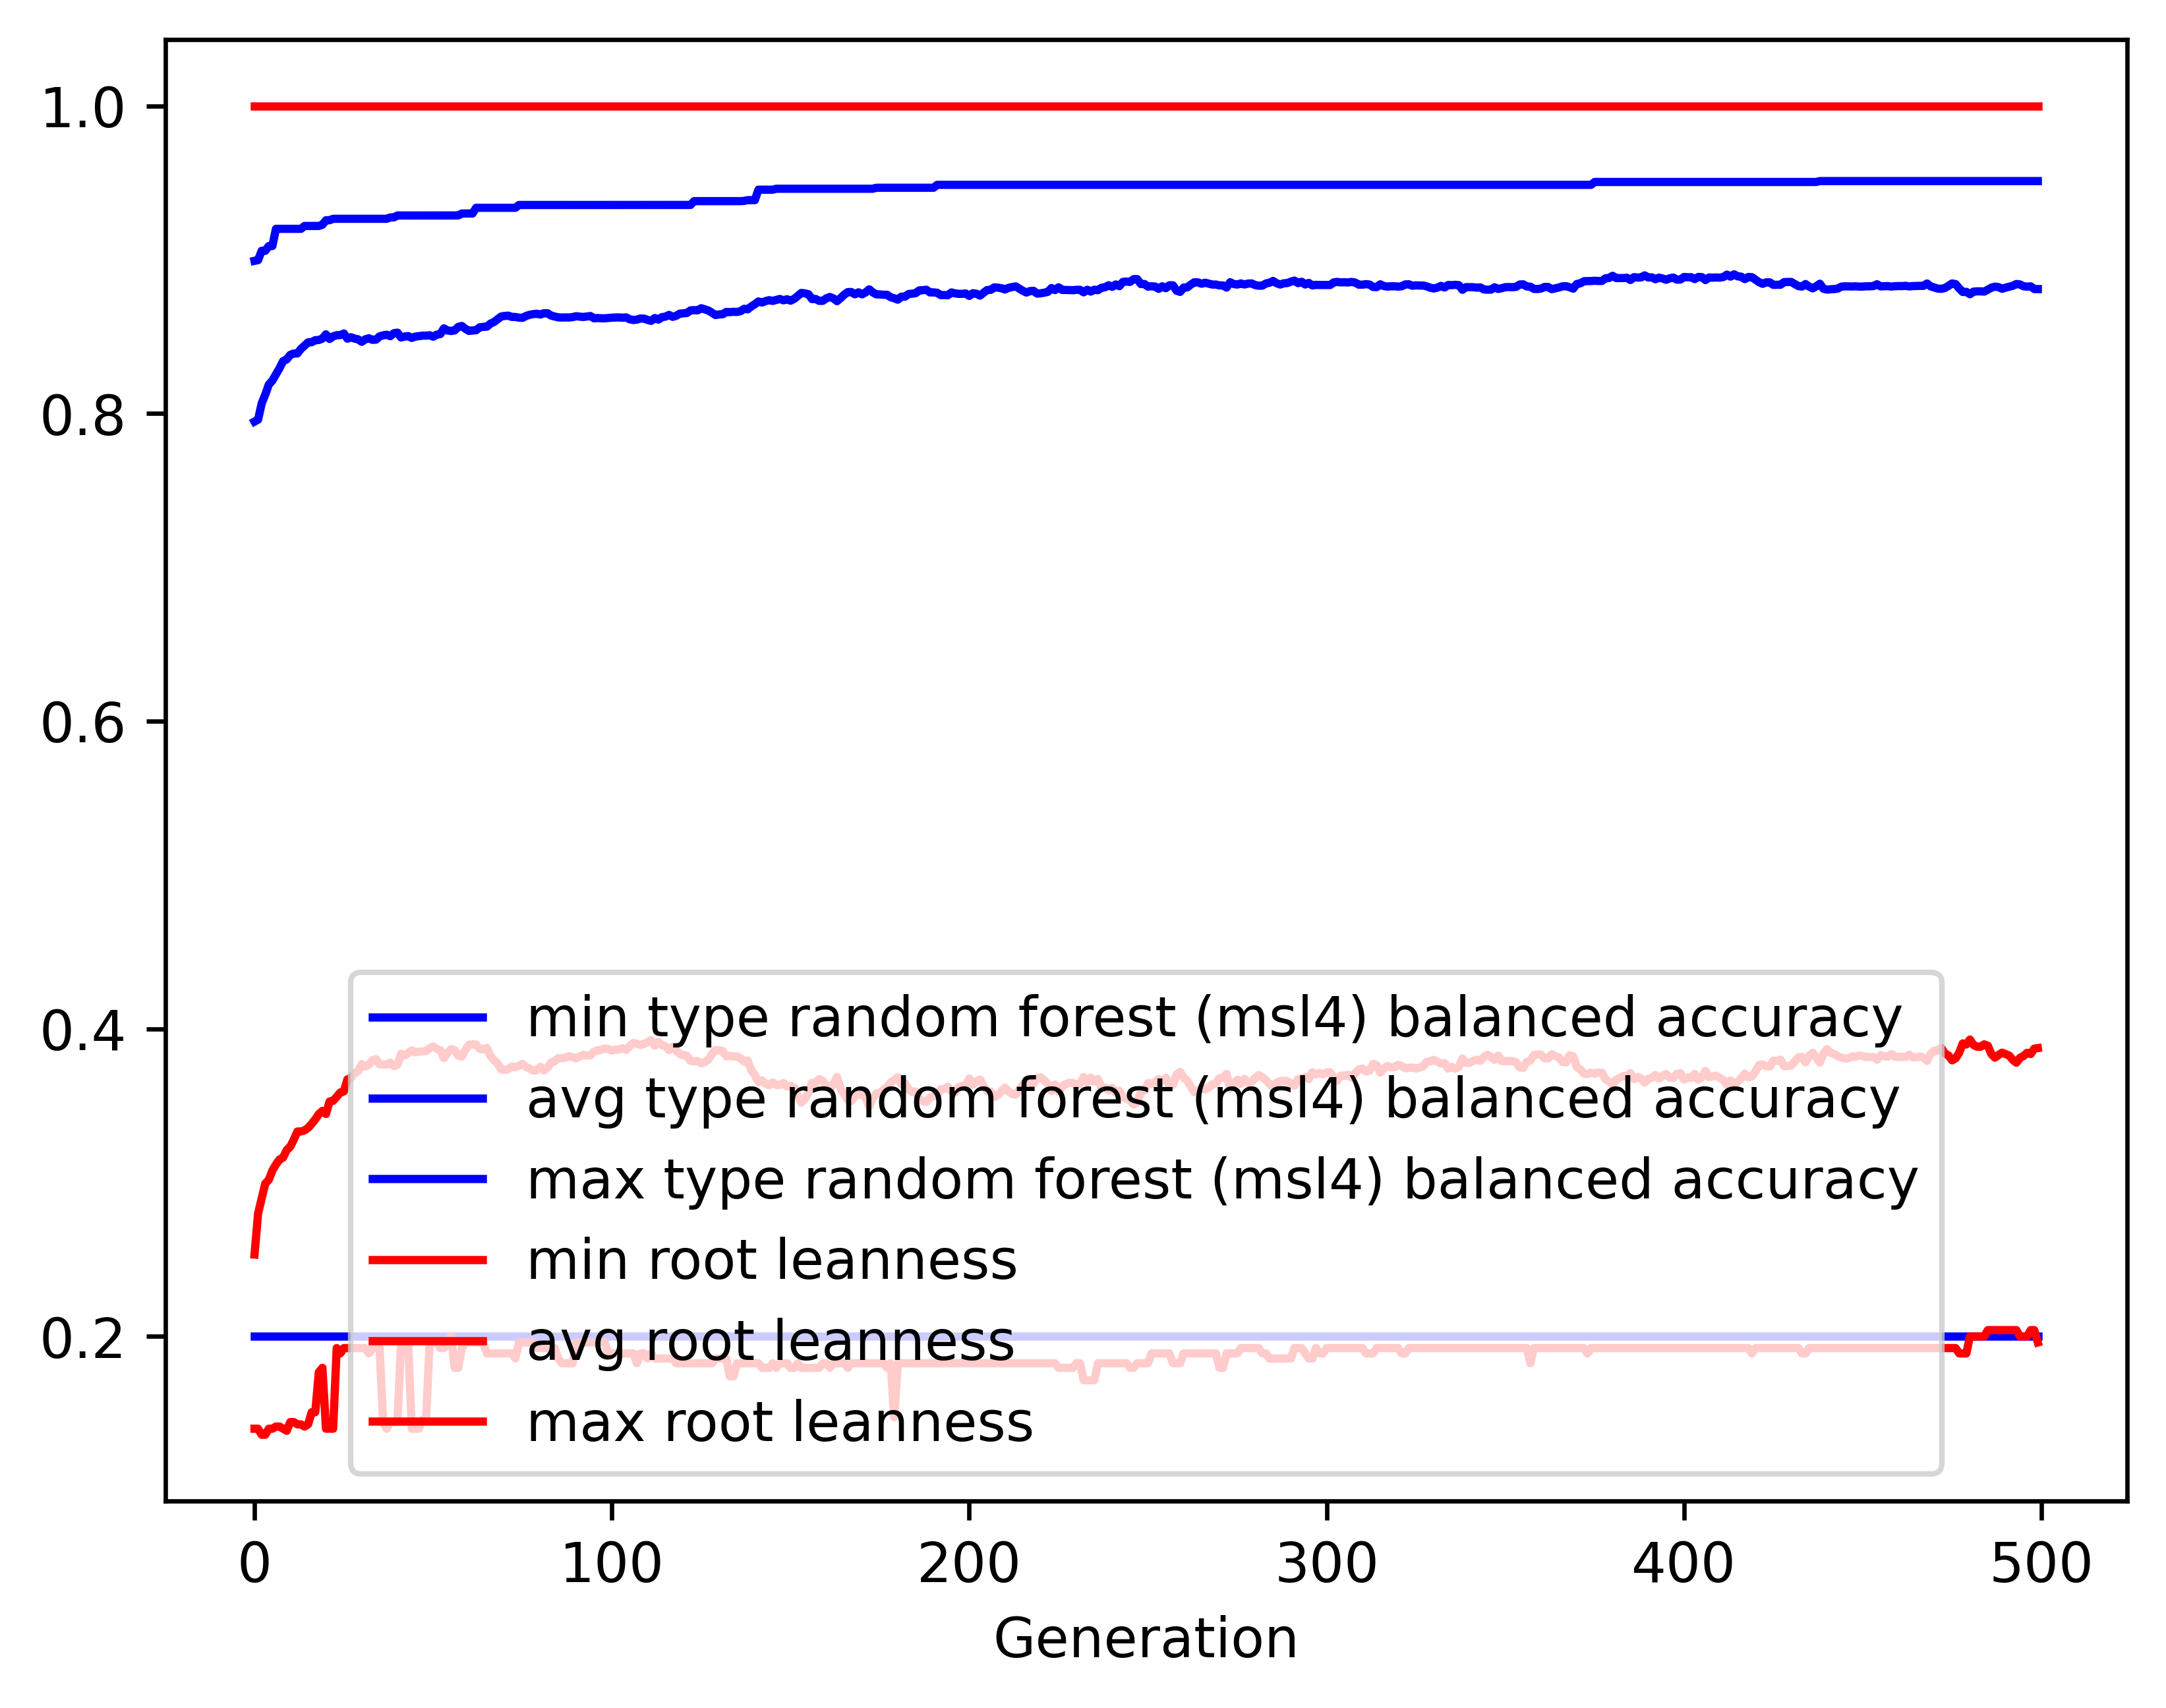 1.0
0.8
0.6
0.4
0.2
min type random forest (msl4) balanced accuracy
avg type random forest (msl4) balanced accuracy
max type random forest (msl4) balanced accuracy
min root leanness
avg root leanness
max root leanness
0 100 200 300 400 500
Generation